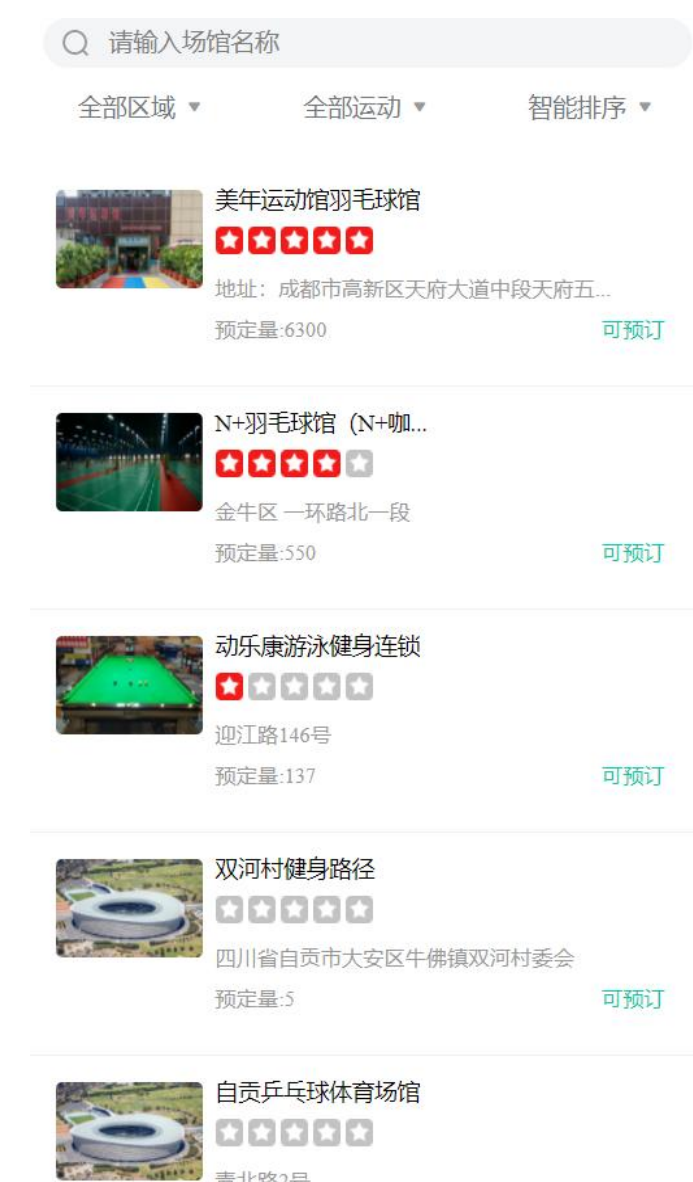 请输入场馆名称
全部区域 全部运动 智能排序
美年运动馆羽毛球馆
地址：成都市高新区天府大道中段天府五...
预定量:6300 可预订
N+羽毛球馆（N+咖...
金牛区 一环路北一段
预定量:550 可预订
动乐康游泳健身连锁
迎江路146号
预定量:137 可预订
双河村健身路径
四川省自贡市大安区牛佛镇双河村委会
预定量:5 可预订
自贡乒乓球体育场馆